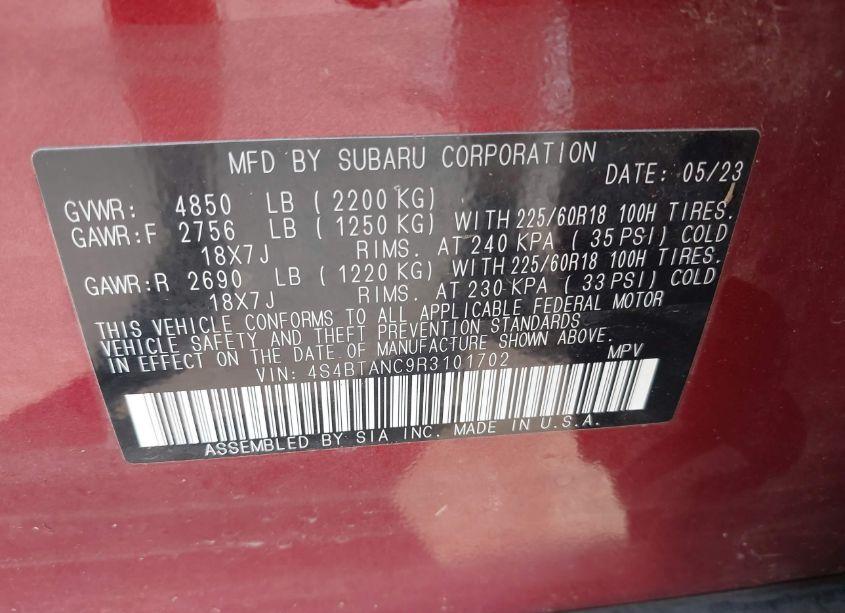 MFD BY SUBARU CORPORATION DATE: 05/23
GVWR: 4850 LB (2200 KG)
GAWR:F 2756 LB (1250 KG) WITH 225/60R18 100H TIRES.
18X7J RIMS. AT 240 KPA (35 PSI) COLD
GAWR:R 2690 LB (1220 KG) WITH 225/60R18 100H TIRES.
18X7J RIMS. AT 230 KPA (33 PSI) COLD
THIS VEHICLE CONFORMS TO ALL APPLICABLE FEDERAL MOTOR
VEHICLE SAFETY AND THEFT PREVENTION STANDARDS
IN EFFECT ON THE DATE OF MANUFACTURE SHOWN ABOVE.
VIN: 4S4BTANC9R3101702 MPV
ASSEMBLED BY SIA INC. MADE IN U.S.A.